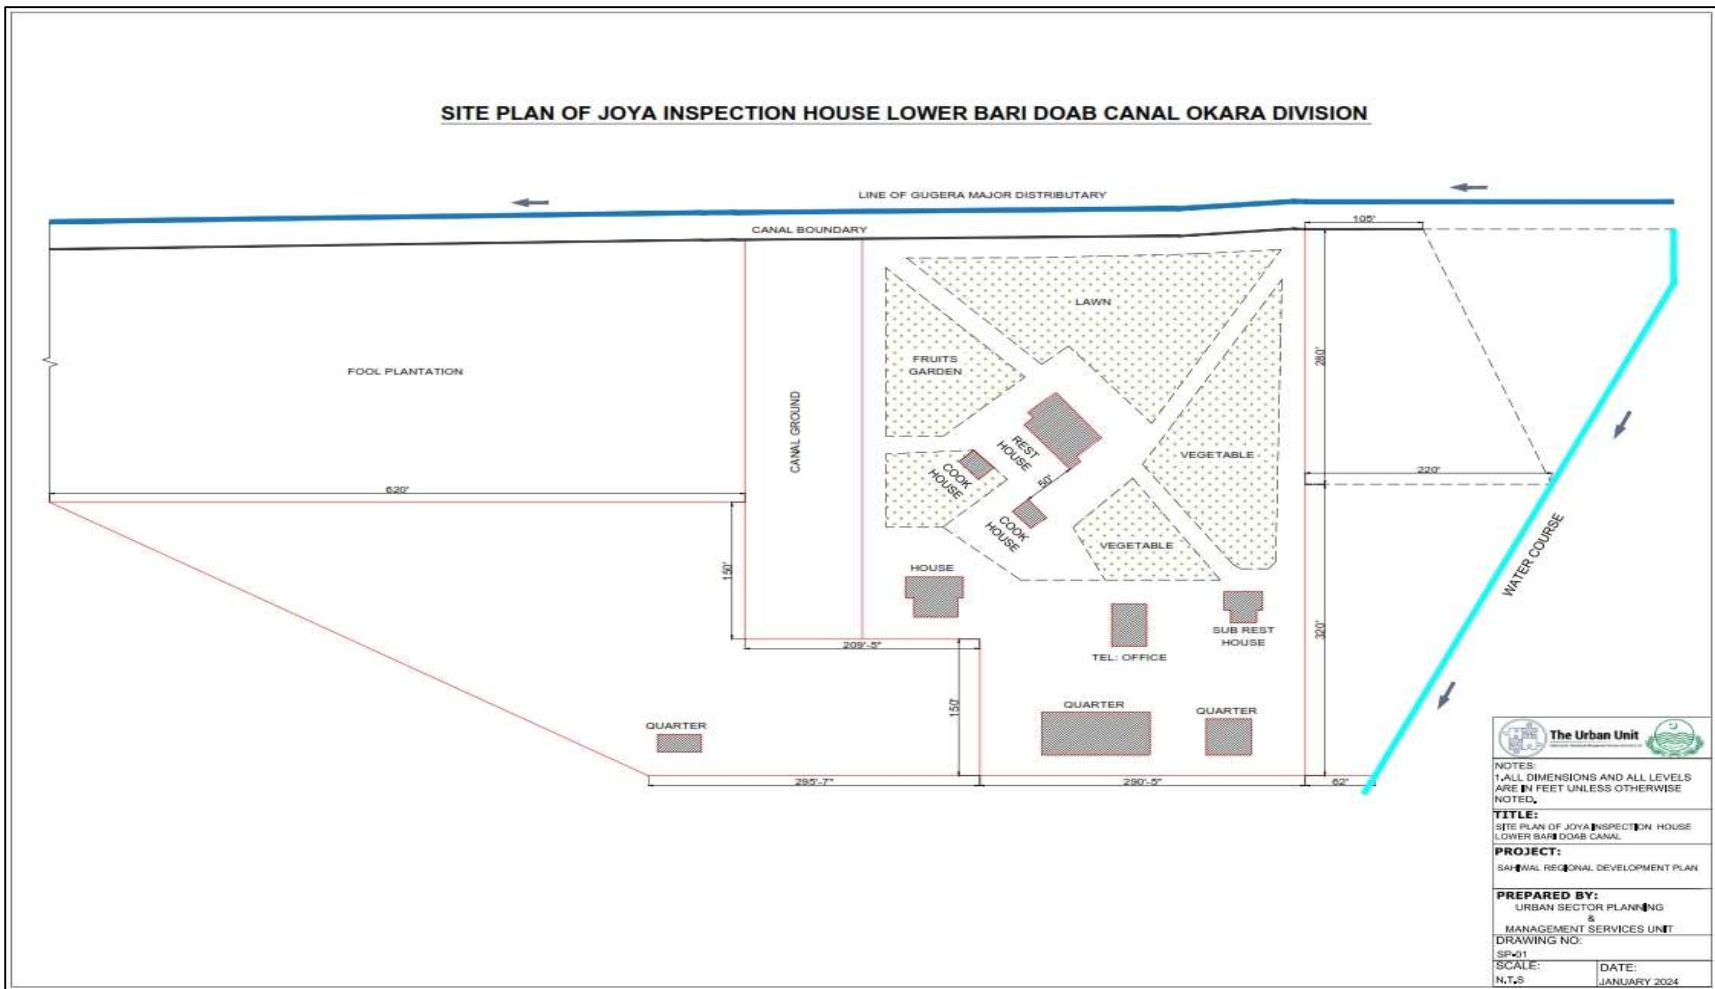 SITE PLAN OF JOYA INSPECTION HOUSE LOWER BARI DOAB CANAL OKARA DIVISION
LINE OF GUGERA MAJOR DISTRIBUTARY
105'
CANAL BOUNDARY
LAWN
FRUITS
GARDEN
280'
FOOL PLANTATION
CANAL GROUND
REST
HOUSE
VEGETABLE
220'
COOK
HOUSE
50'
620'
COOK
HOUSE
VEGETABLE
WATER COURSE
150'
HOUSE
320'
SUB REST
HOUSE
209'-5"
TEL: OFFICE
150'
QUARTER
QUARTER
QUARTER
295'-7"
290'-5"
62'
The Urban Unit
NOTES:
1.ALL DIMENSIONS AND ALL LEVELS
ARE IN FEET UNLESS OTHERWISE
NOTED.
TITLE:
SITE PLAN OF JOYA INSPECTION HOUSE
LOWER BARI DOAB CANAL
PROJECT:
SAHIWAL REGIONAL DEVELOPMENT PLAN
PREPARED BY:
URBAN SECTOR PLANNING
&
MANAGEMENT SERVICES UNIT
DRAWING NO:
SP-01
SCALE:
N.T.S
DATE:
JANUARY 2024